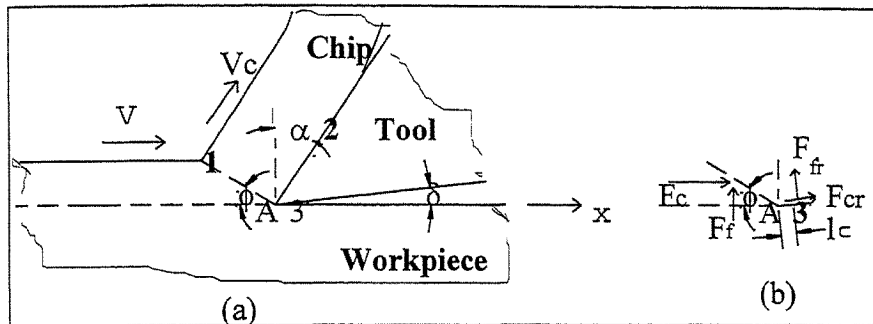 Chip
Vc
V
α 2
Tool
1
ϕ A 3 δ
x
Workpiece
(a)
Fc
Ff
ϕ A 3
Ffr
Fcr
lc
(b)